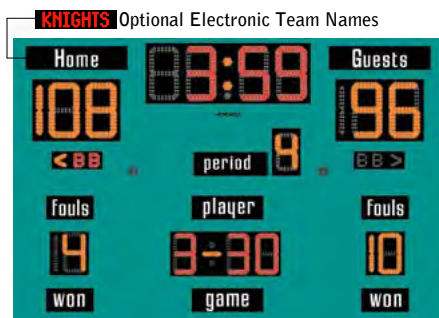 KNIGHTS Optional Electronic Team Names
Home 3:59 Guests
108 96
period 4
< BB BB >
fouls player fouls
4 3-30 10
won game won